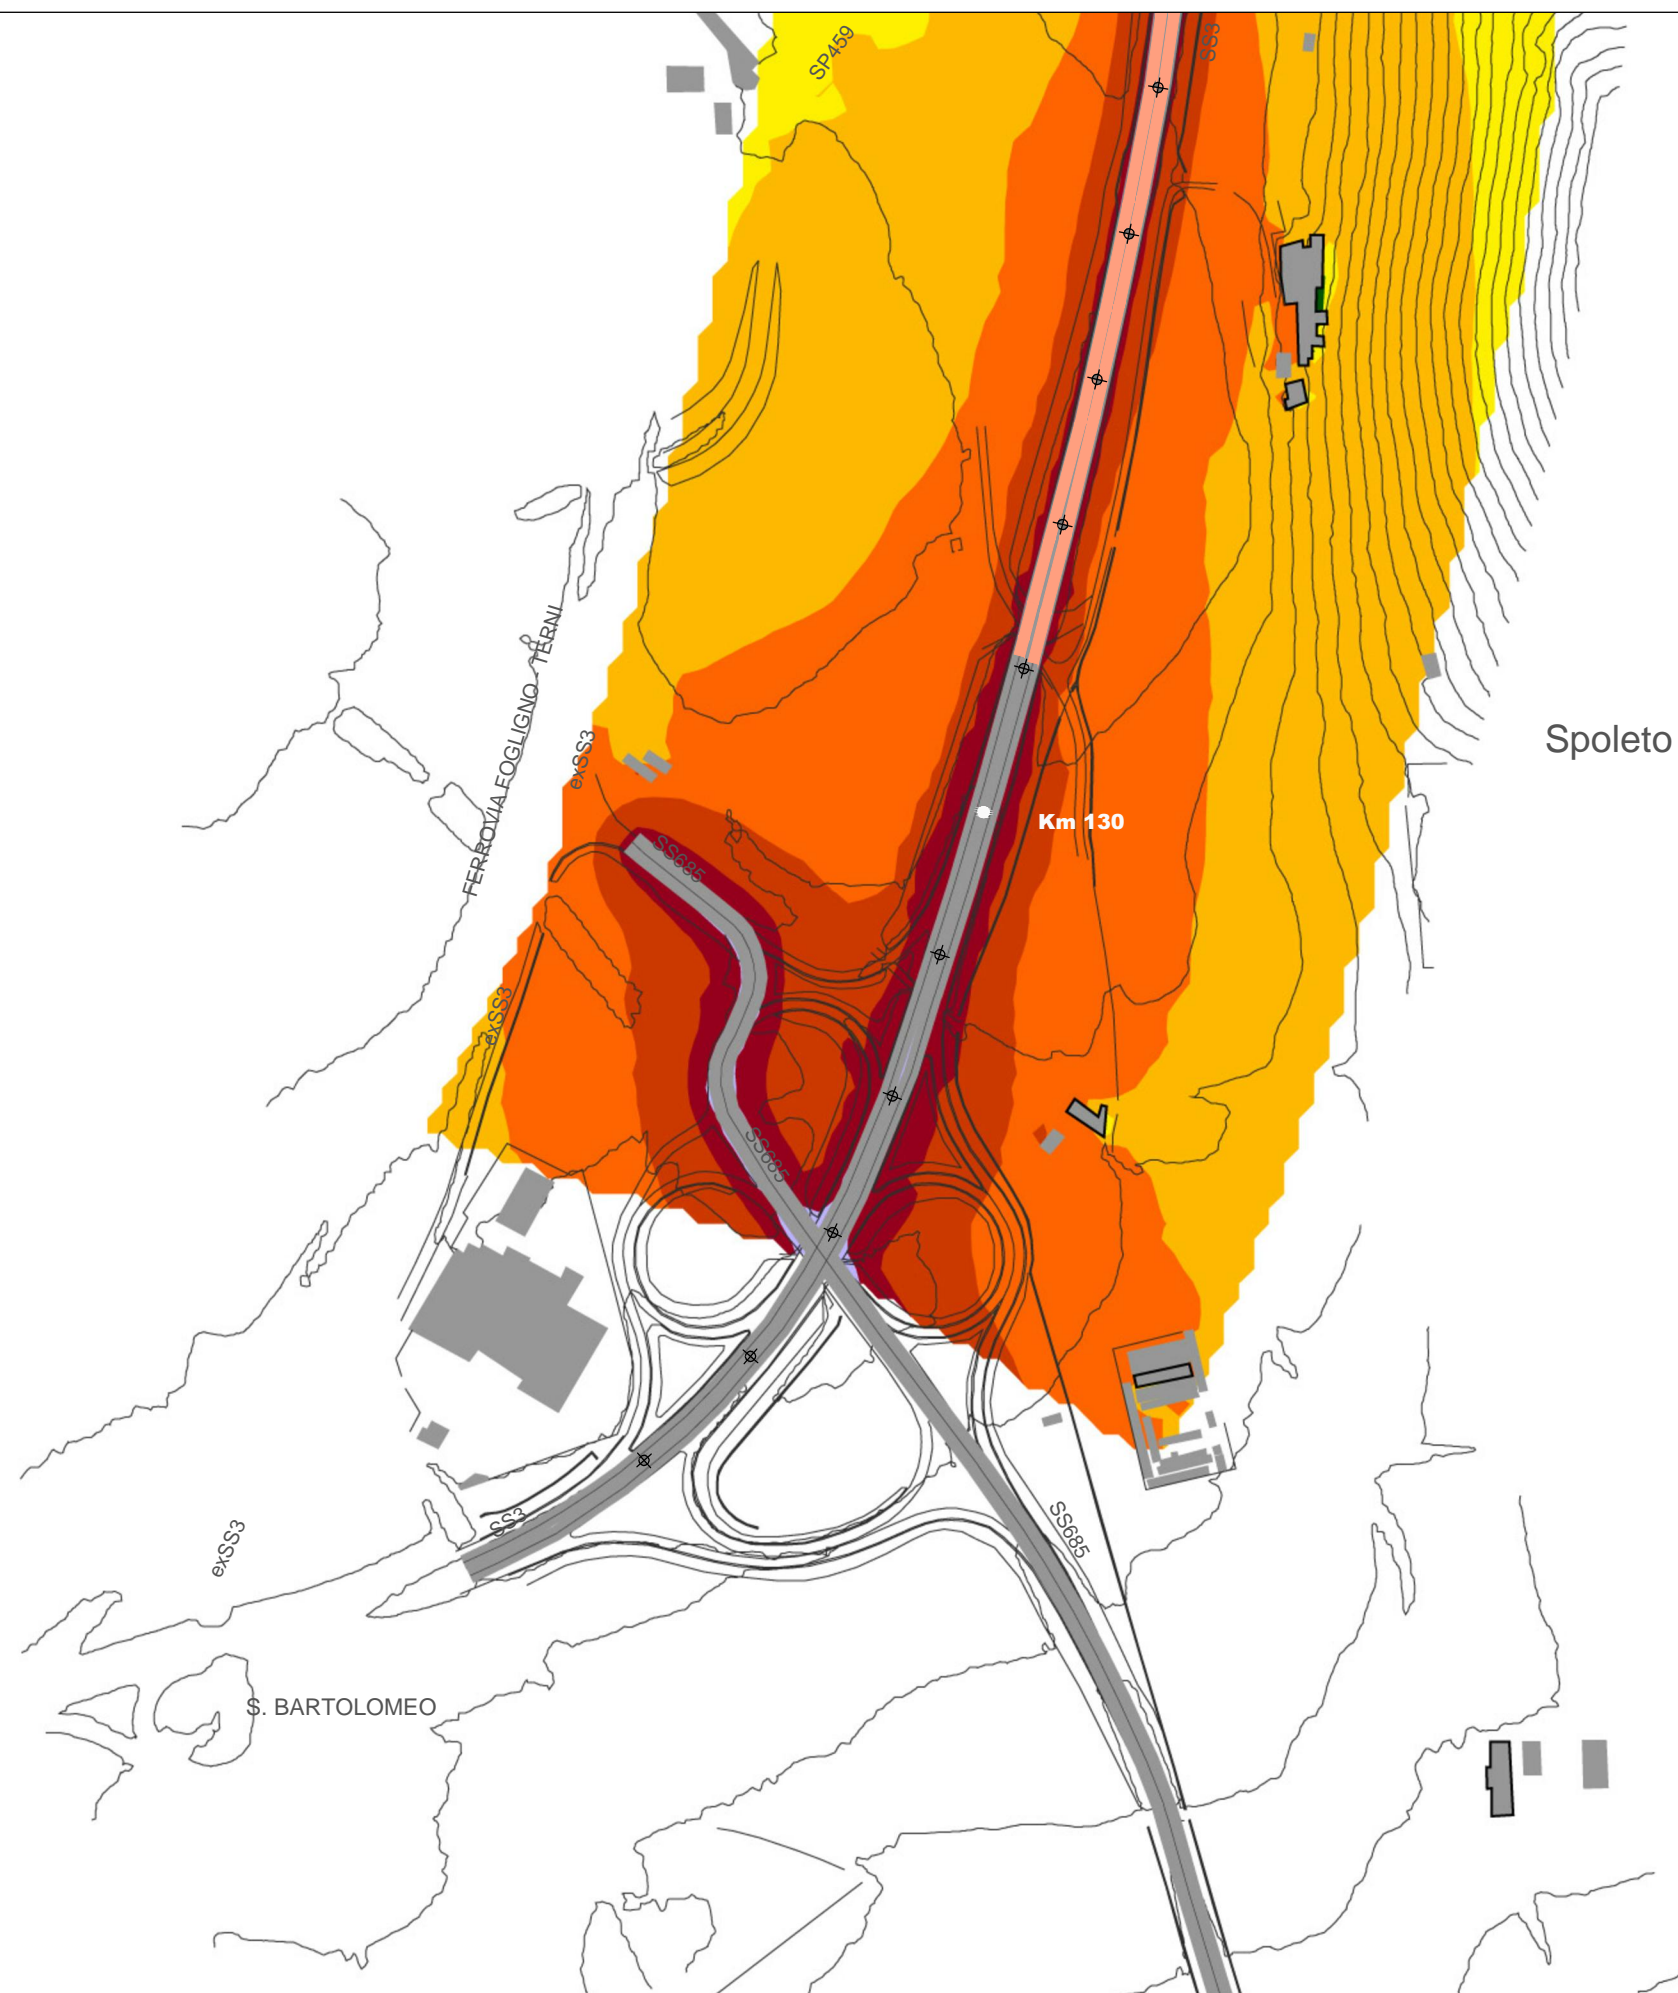 SP459
SS3
FERROVIA FOGLIGNO - TERNI
exSS3
Spoleto
Km 130
SS685
exSS3
SS685
SS3
SS685
exSS3
S. BARTOLOMEO